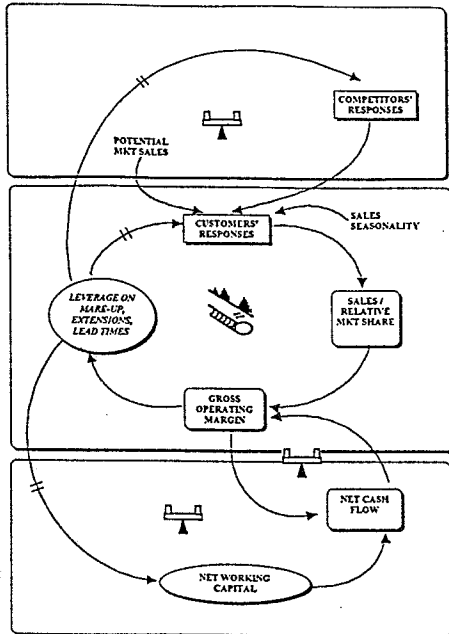 COMPETITORS'
RESPONSES
POTENTIAL
MKT SALES
CUSTOMERS'
RESPONSES
SALES
SEASONALITY
LEVERAGE ON
MARE-UP,
EXTENSIONS,
LEAD TIMES
SALES /
RELATIVE
MKT SHARE
GROSS
OPERATING
MARGIN
NET CASH
FLOW
NET WORKING
CAPITAL